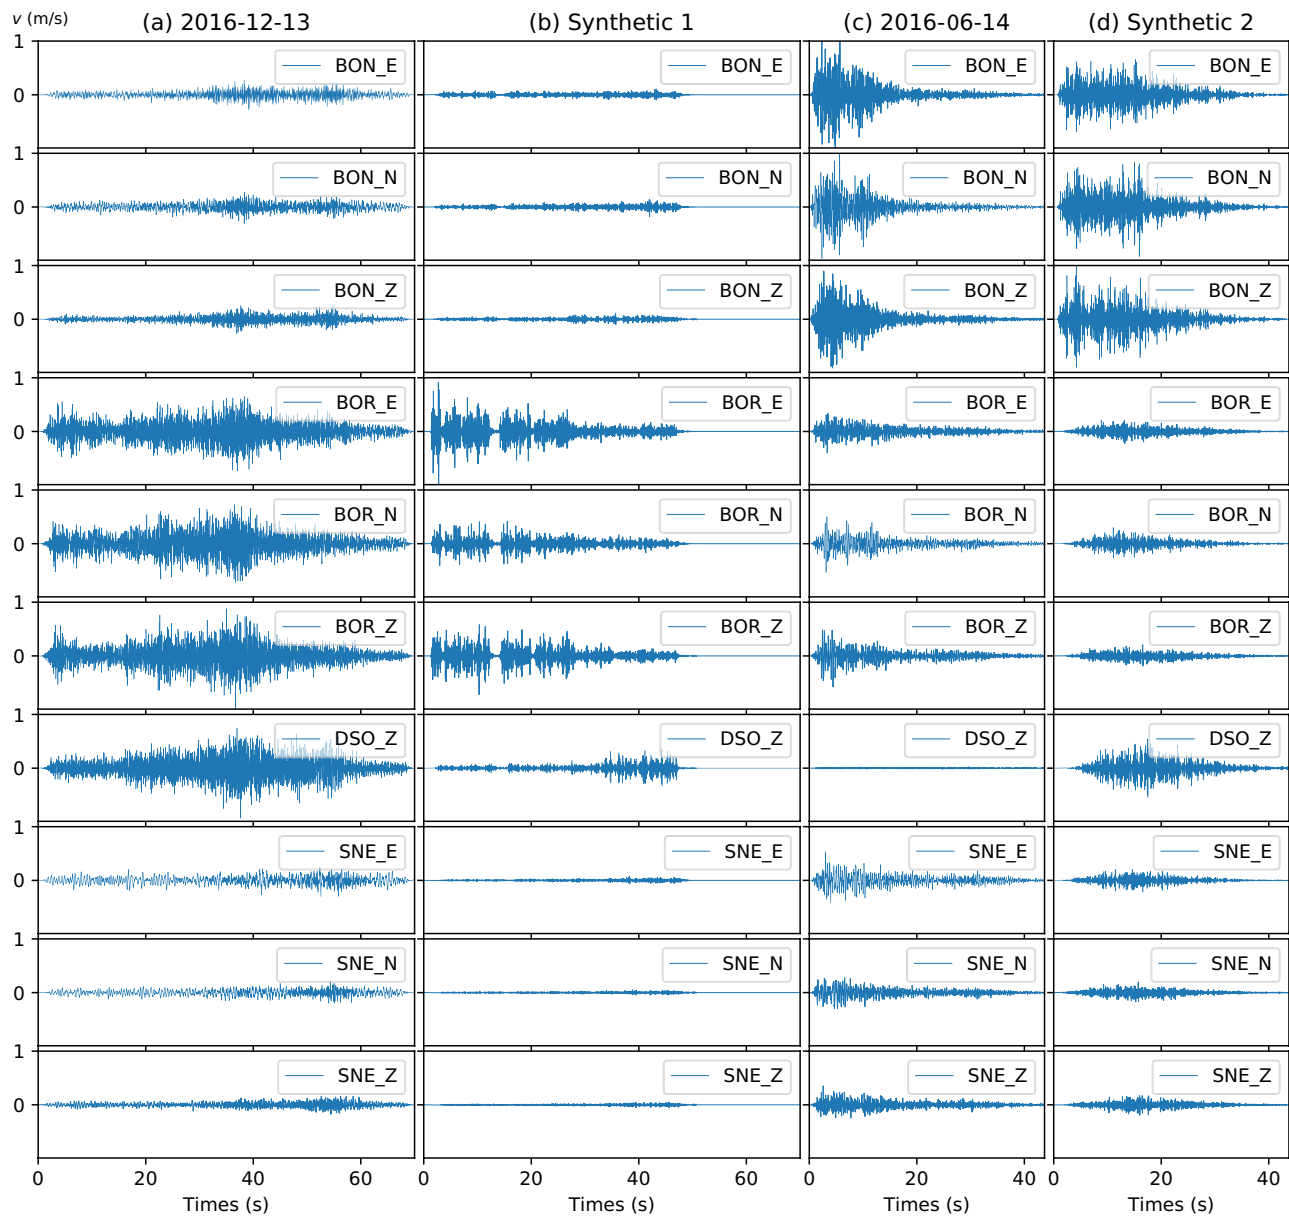 v (m/s) (a) 2016-12-13 (b) Synthetic 1 (c) 2016-06-14 (d) Synthetic 2
1 BON_E BON_E BON_E BON_E
0
1 BON_N BON_N BON_N BON_N
0
1 BON_Z BON_Z BON_Z BON_Z
0
1 BOR_E BOR_E BOR_E BOR_E
0
1 BOR_N BOR_N BOR_N BOR_N
0
1 BOR_Z BOR_Z BOR_Z BOR_Z
0
1 DSO_Z DSO_Z DSO_Z DSO_Z
0
1 SNE_E SNE_E SNE_E SNE_E
0
1 SNE_N SNE_N SNE_N SNE_N
0
1 SNE_Z SNE_Z SNE_Z SNE_Z
0
0 20 40 60 0 20 40 60 0 20 40 0 20 40
Times (s) Times (s) Times (s) Times (s)